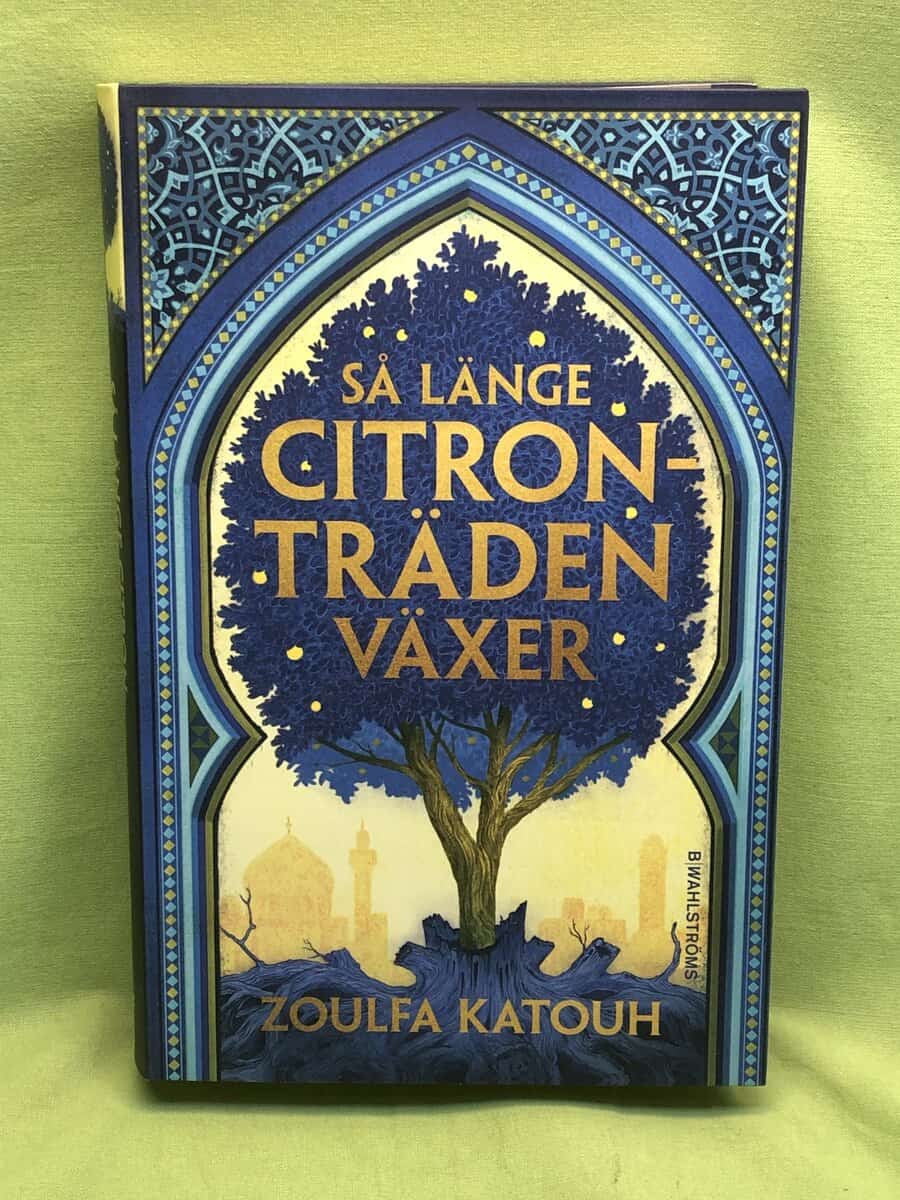 SÅ LÄNGE
CITRON-
TRÄDEN
VÄXER
B|WAHLSTRÖMS
ZOULFA KATOUH